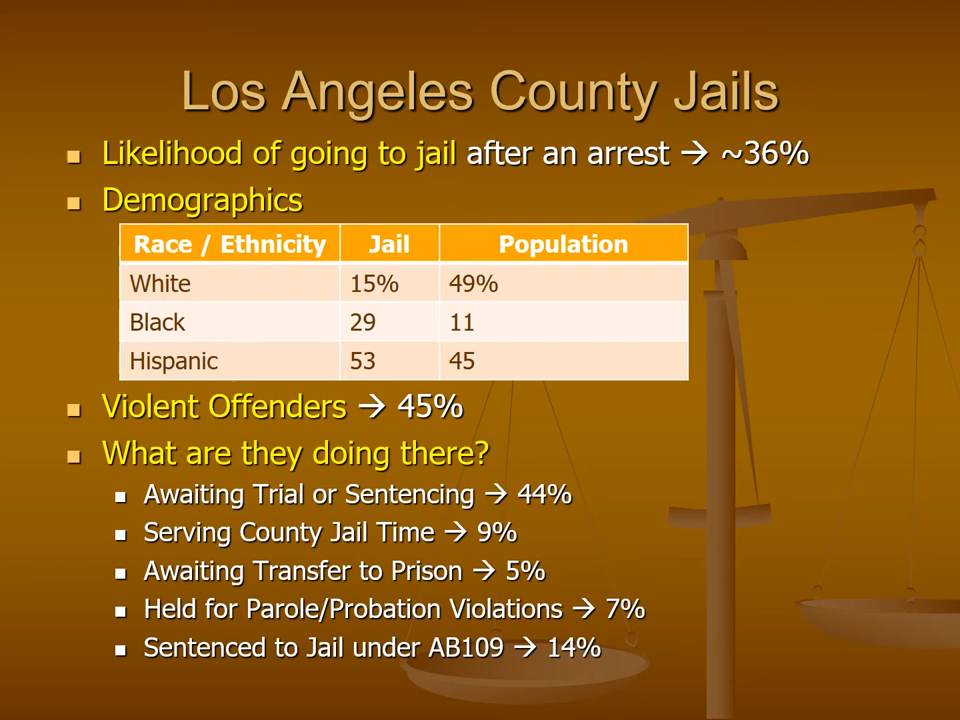 Los Angeles County Jails
Likelihood of going to jail after an arrest → ~36%
Demographics
Race / Ethnicity Jail Population
White 15% 49%
Black 29 11
Hispanic 53 45
Violent Offenders → 45%
What are they doing there?
Awaiting Trial or Sentencing → 44%
Serving County Jail Time → 9%
Awaiting Transfer to Prison → 5%
Held for Parole/Probation Violations → 7%
Sentenced to Jail under AB109 → 14%